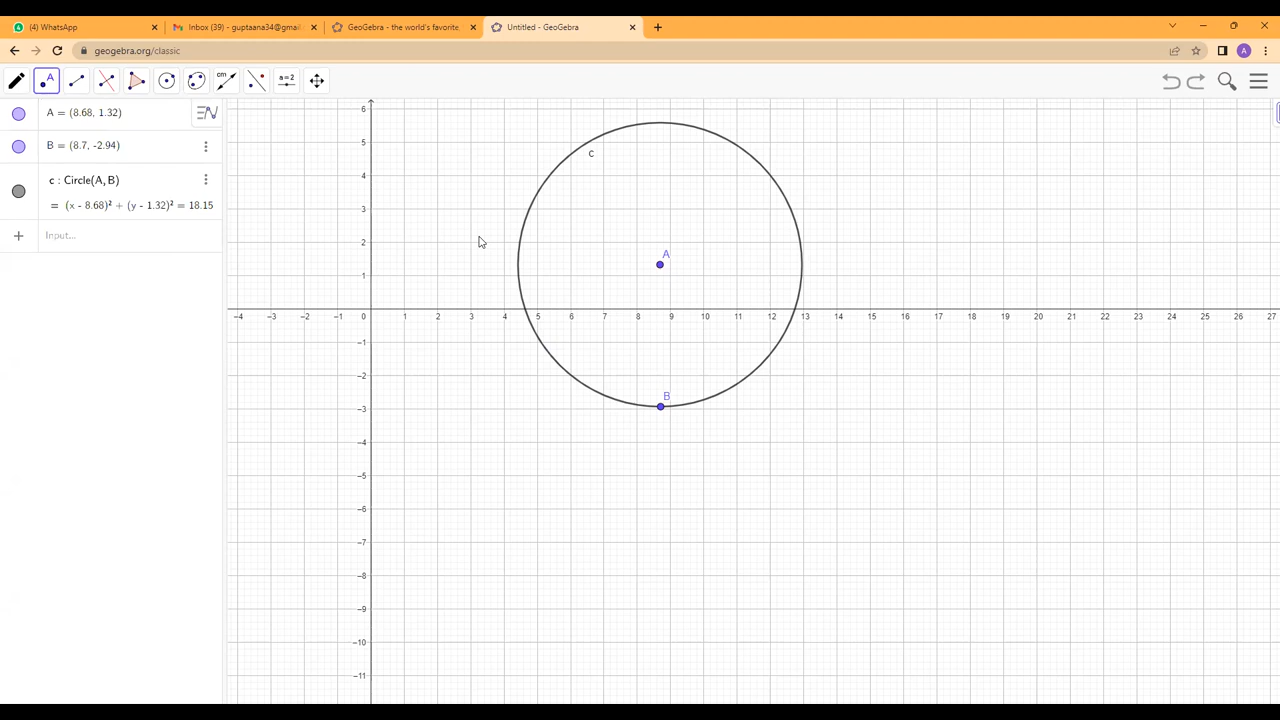 (4) WhatsApp
Inbox (39) - guptaana34@gmail
GeoGebra - the world's favorite,
Untitled - GeoGebra
geogebra.org/classic
A
A
cm
a=2
A = (8.68, 1.32)
B = (8.7, -2.94)
c : Circle(A,B)
= (x - 8.68)² + (y - 1.32)² = 18.15
Input...
6
5
c
4
3
2
A
1
-4 -3 -2 -1 0 1 2 3 4 5 6 7 8 9 10 11 12 13 14 15 16 17 18 19 20 21 22 23 24 25 26 27
-1
-2
B
-3
-4
-5
-6
-7
-8
-9
-10
-11